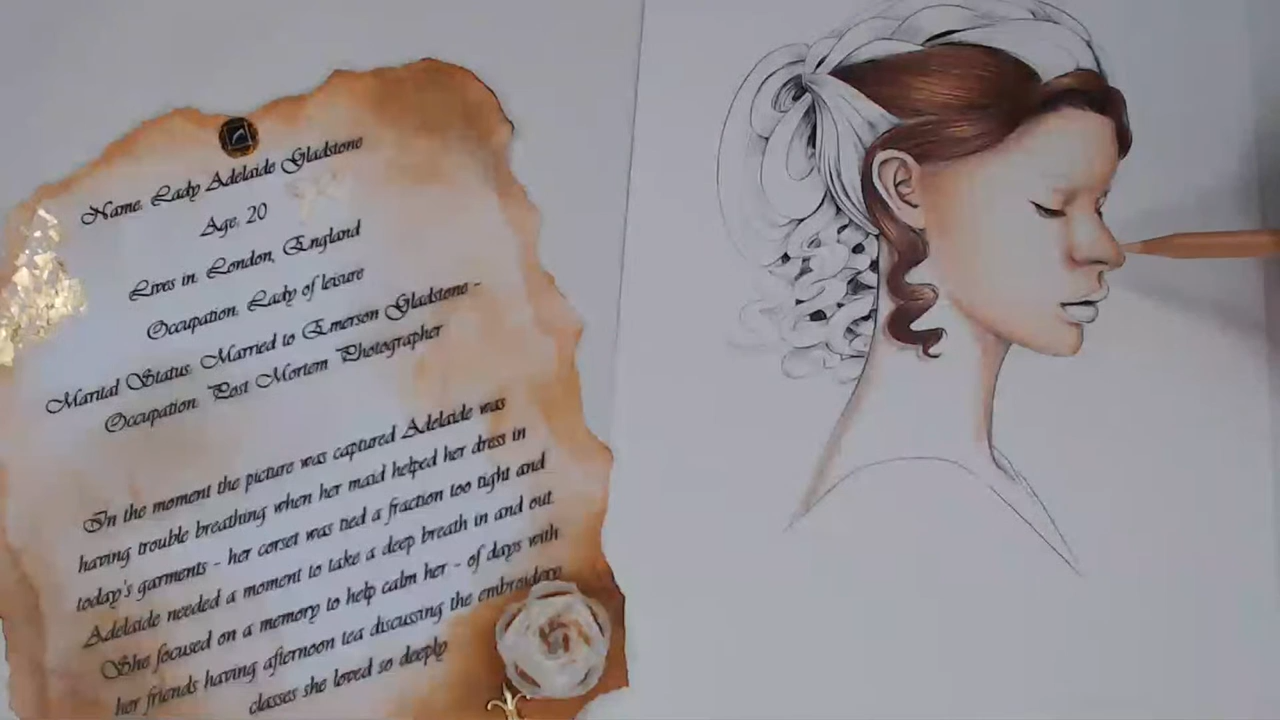 Name: Lady Adelaide Gladstone
Age: 20
Lives in: London, England
Occupation: Lady of leisure
Marital Status: Married to Emerson Gladstone -
Occupation: Post Mortem Photographer
In the moment the picture was captured Adelaide was
having trouble breathing when her maid helped her dress in
today's garments - her corset was tied a fraction too tight and
Adelaide needed a moment to take a deep breath in and out.
She focused on a memory to help calm her - of days with
her friends having afternoon tea discussing the embroidery
classes she loved so deeply